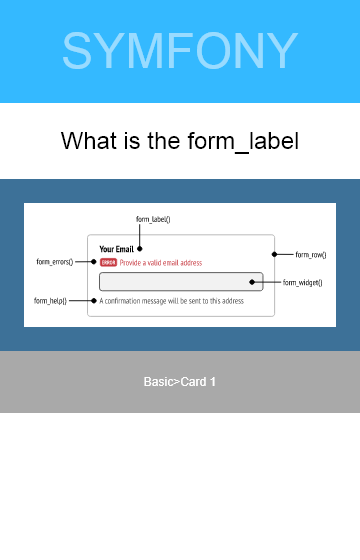 SYMFONY
What is the form_label
form_label()
Your Email
form_row()
form_errors()
ERROR Provide a valid email address
form_widget()
form_help()
A confirmation message will be sent to this address
Basic>Card 1